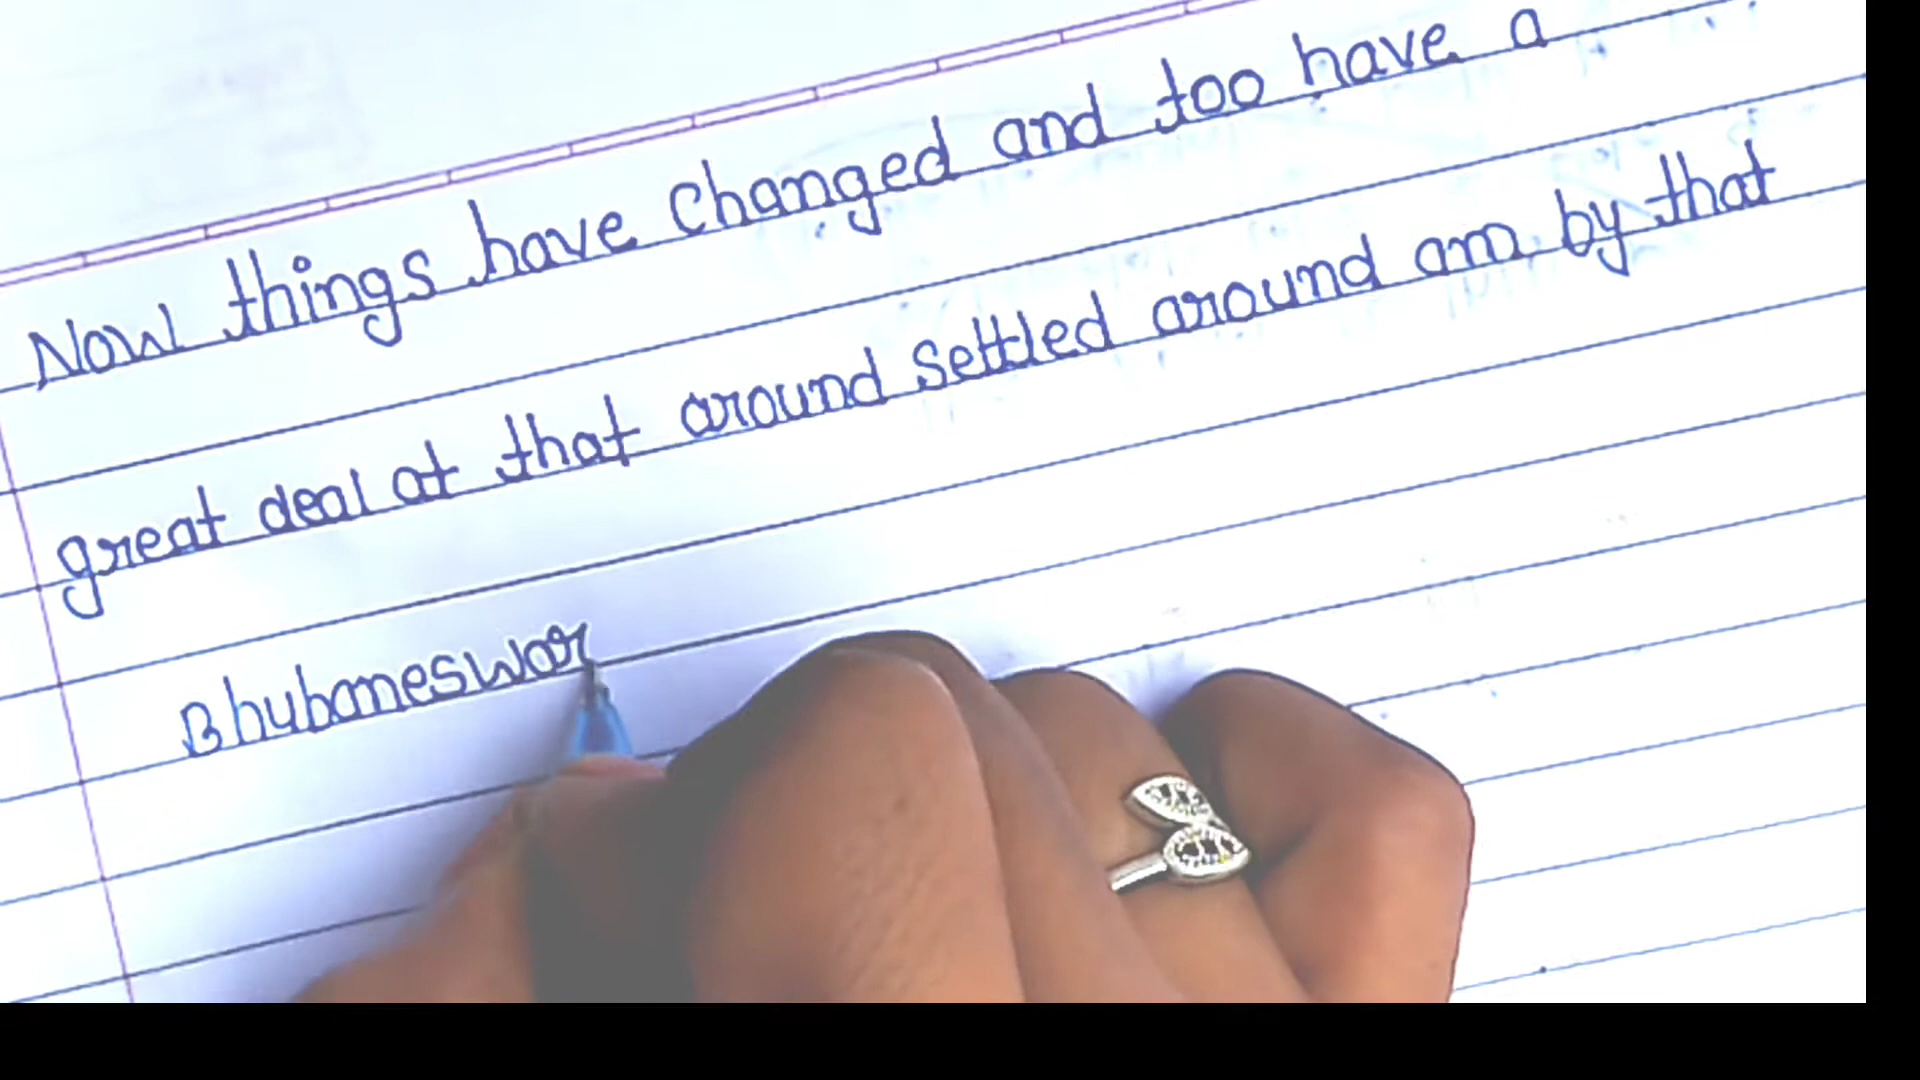 Now things have changed and too have a
great deal at that around settled around am by that
Bhubaneswar